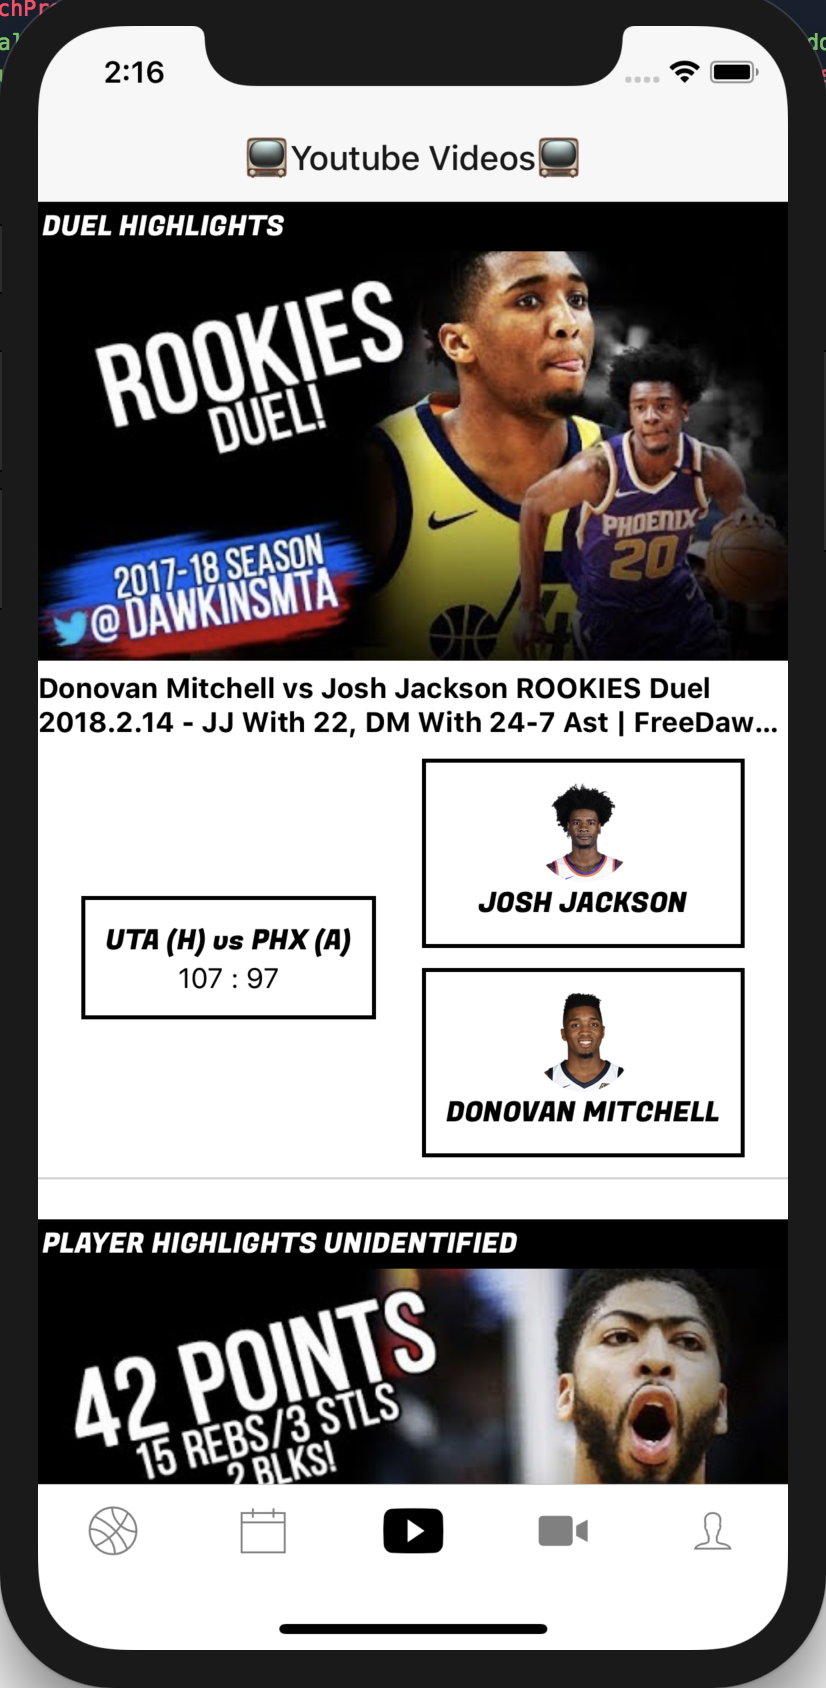 chPr
2:16
Youtube Videos
DUEL HIGHLIGHTS
ROOKIES
DUEL!
PHOENIX
20
2017-18 SEASON
@DAWKINSMTA
Donovan Mitchell vs Josh Jackson ROOKIES Duel
2018.2.14 - JJ With 22, DM With 24-7 Ast | FreeDaw...
JOSH JACKSON
UTA (H) vs PHX (A)
107 : 97
DONOVAN MITCHELL
PLAYER HIGHLIGHTS UNIDENTIFIED
42 POINTS
15 REBS/3 STLS
2 BLKS!